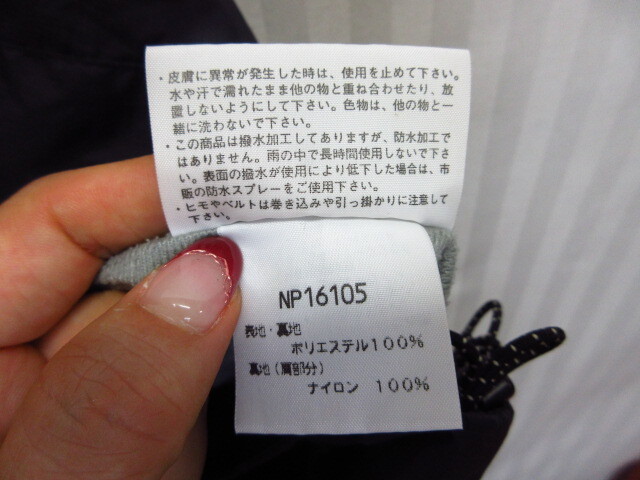 ・皮膚に異常が発生した時は、使用を止めて下さい。
水や汗で濡れたまま他の物と重ね合わせたり、放
置しないようにして下さい。色物は、他の物と一
緒に洗わないで下さい。
・この商品は撥水加工してありますが、防水加工で
はありません。雨の中で長時間使用しないで下さ
い。表面の撥水が使用により低下した場合は、市
販の防水スプレーをご使用下さい。
・ヒモやベルトは巻き込みや引っ掛かりに注意して
下さい。
NP16105
表地・裏地
ポリエステル100%
裏地(肩部分)
ナイロン 100%